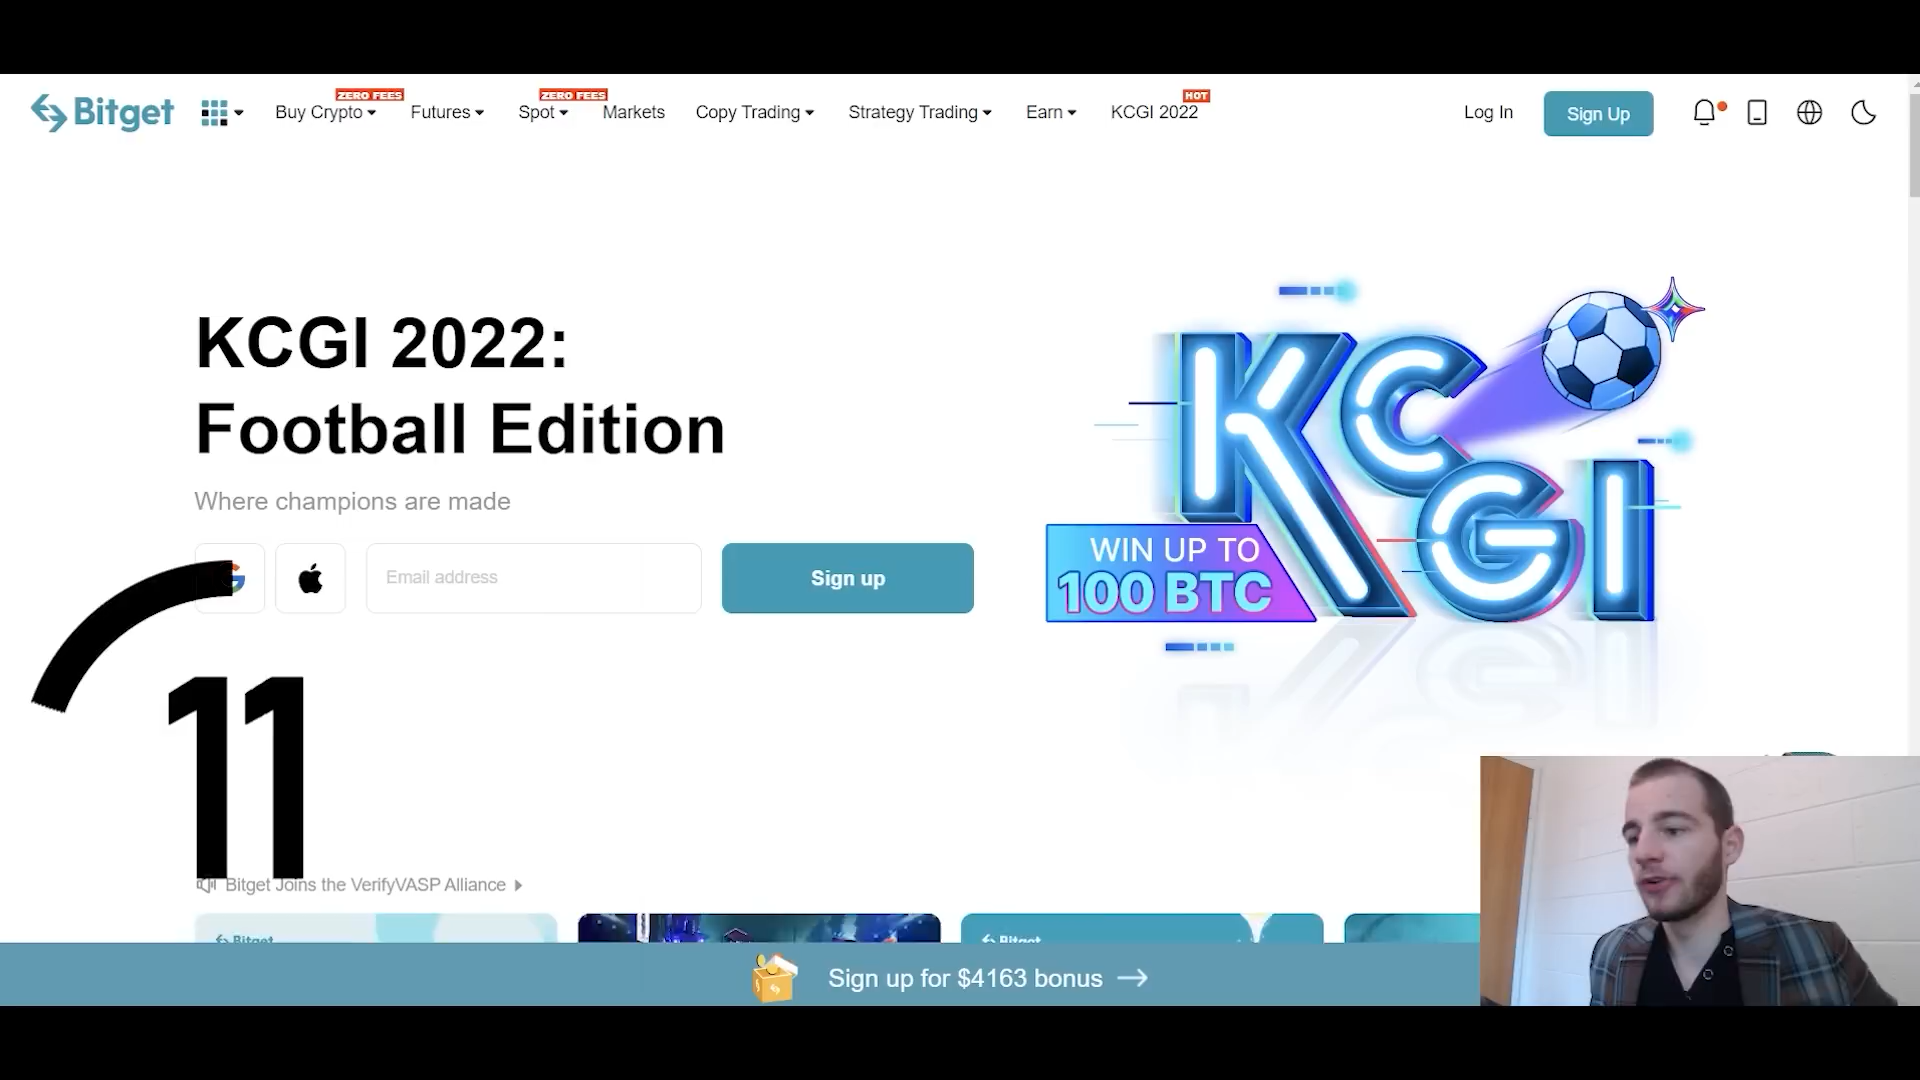 Bitget
Buy Crypto
ZERO FEES
Futures
Spot
ZERO FEES
Markets
Copy Trading
Strategy Trading
Earn
KCGI 2022
HOT
Log In
Sign Up
KCGI 2022:
Football Edition
Where champions are made
G
Email address
Sign up
KCGI
WIN UP TO
100 BTC
11
Bitget Joins the VerifyVASP Alliance
Bitget
Bitget
Sign up for $4163 bonus